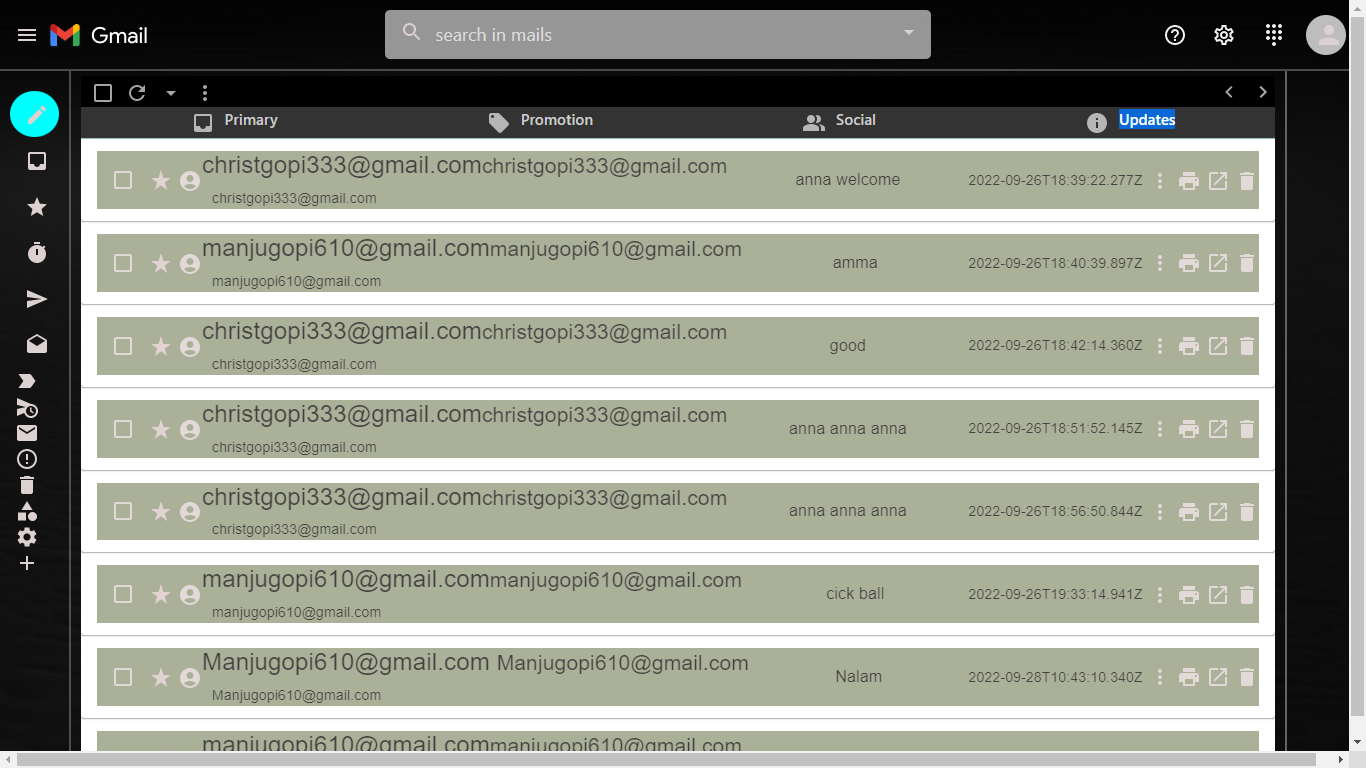 Gmail
search in mails
Primary Promotion Social Updates
christgopi333@gmail.comchristgopi333@gmail.com
christgopi333@gmail.com
anna welcome
2022-09-26T18:39:22.277Z
manjugopi610@gmail.commanjugopi610@gmail.com
manjugopi610@gmail.com
amma
2022-09-26T18:40:39.897Z
christgopi333@gmail.comchristgopi333@gmail.com
christgopi333@gmail.com
good
2022-09-26T18:42:14.360Z
christgopi333@gmail.comchristgopi333@gmail.com
christgopi333@gmail.com
anna anna anna
2022-09-26T18:51:52.145Z
christgopi333@gmail.comchristgopi333@gmail.com
christgopi333@gmail.com
anna anna anna
2022-09-26T18:56:50.844Z
manjugopi610@gmail.commanjugopi610@gmail.com
manjugopi610@gmail.com
cick ball
2022-09-26T19:33:14.941Z
Manjugopi610@gmail.com Manjugopi610@gmail.com
Manjugopi610@gmail.com
Nalam
2022-09-28T10:43:10.340Z
manjugopi610@gmail.commanjugopi610@gmail.com